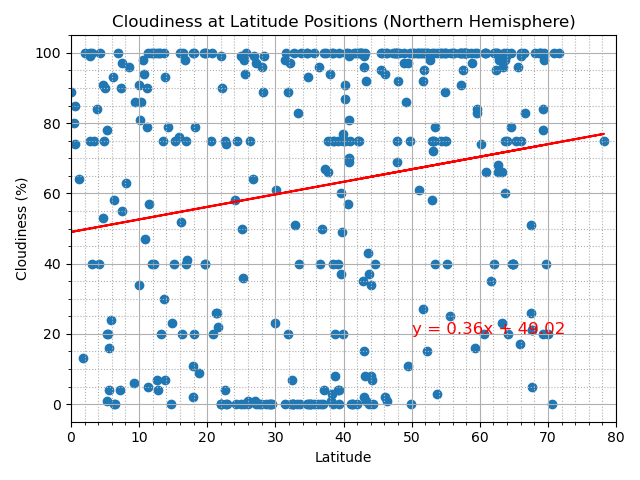 Cloudiness at Latitude Positions (Northern Hemisphere)
100
80
60
40
20
0
Cloudiness (%)
y = 0.36x + 49.02
0 10 20 30 40 50 60 70 80
Latitude